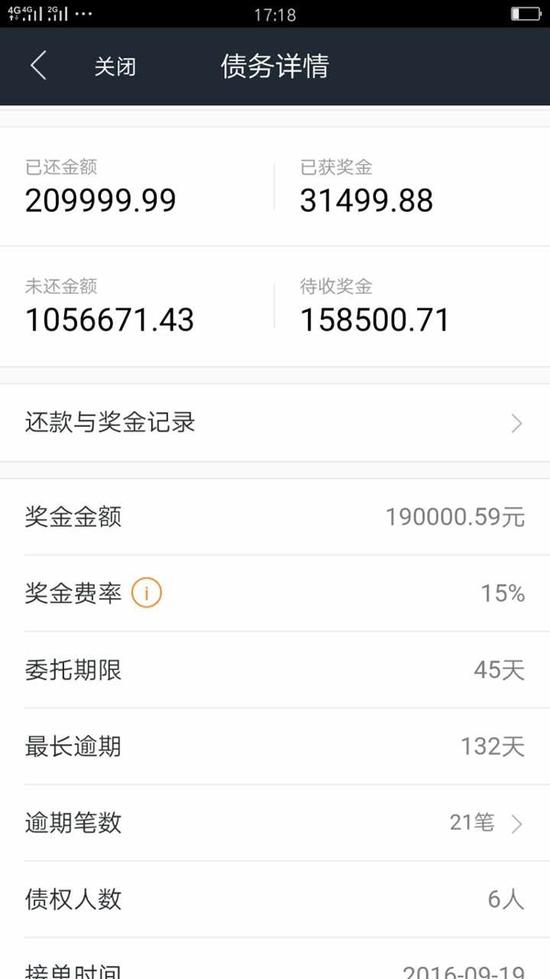 4G 4G 2G ... 17:18
关闭 债务详情
已还金额 已获奖金
209999.99 31499.88
未还金额 待收奖金
1056671.43 158500.71
还款与奖金记录
奖金金额 190000.59元
奖金费率 i 15%
委托期限 45天
最长逾期 132天
逾期笔数 21笔
债权人数 6人
接单时间 2016-09-19